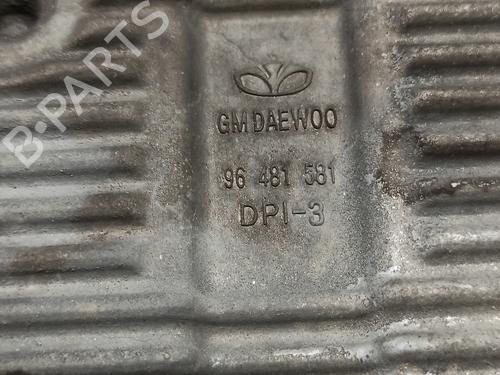 B-PARTS
GM DAEWOO
96 481 581
DPI-3